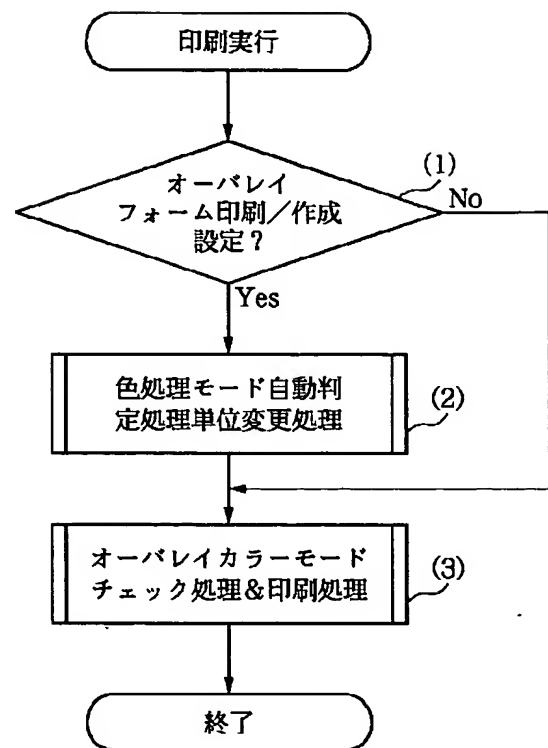 印刷実行
(1)
オーバレイ
フォーム印刷／作成
設定？
No
Yes
色処理モード自動判
定処理単位変更処理
(2)
オーバレイカラーモード
チェック処理&印刷処理
(3)
終了